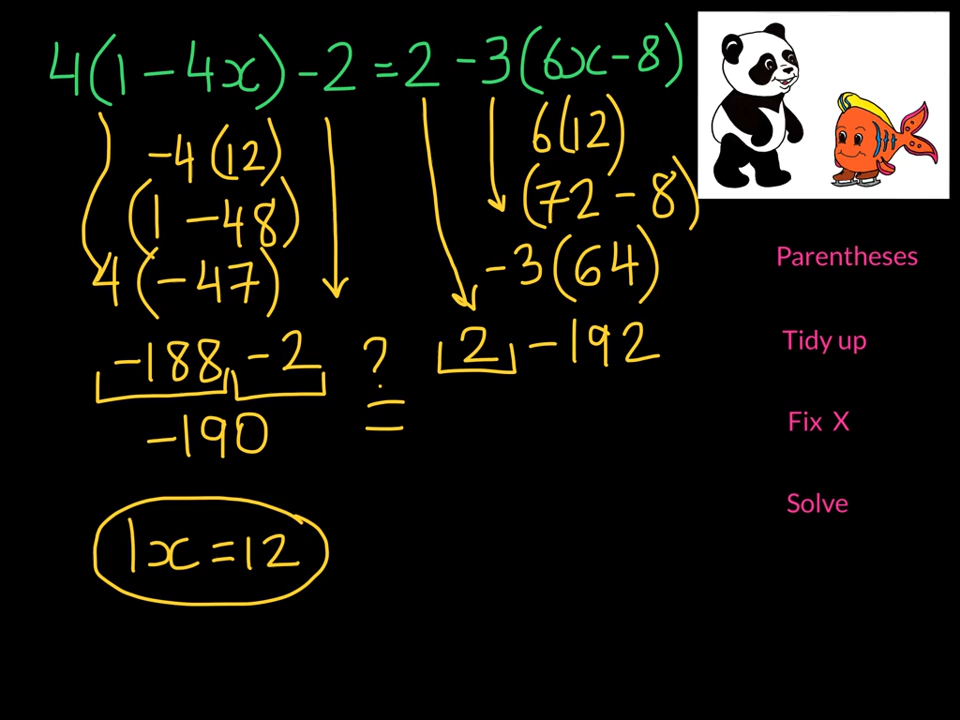 4(1-4x)-2=2-3(6x-8)
-4(12)
6(12)
(1-48)
(72-8)
4(-47)
-3(64)
-188 -2 ?= 2 -192
-190
1x=12
Parentheses
Tidy up
Fix X
Solve